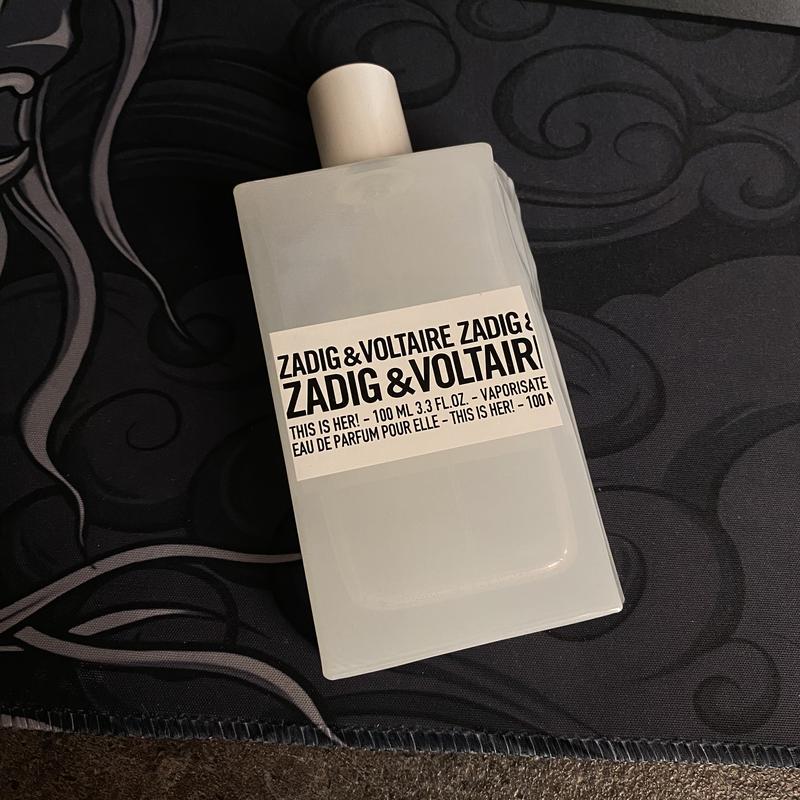 ZADIG & VOLTAIRE ZADIG &
ZADIG & VOLTAIR
THIS IS HER! – 100 ML 3.3 FL.OZ. – VAPORISATE
EAU DE PARFUM POUR ELLE – THIS IS HER! – 100 M